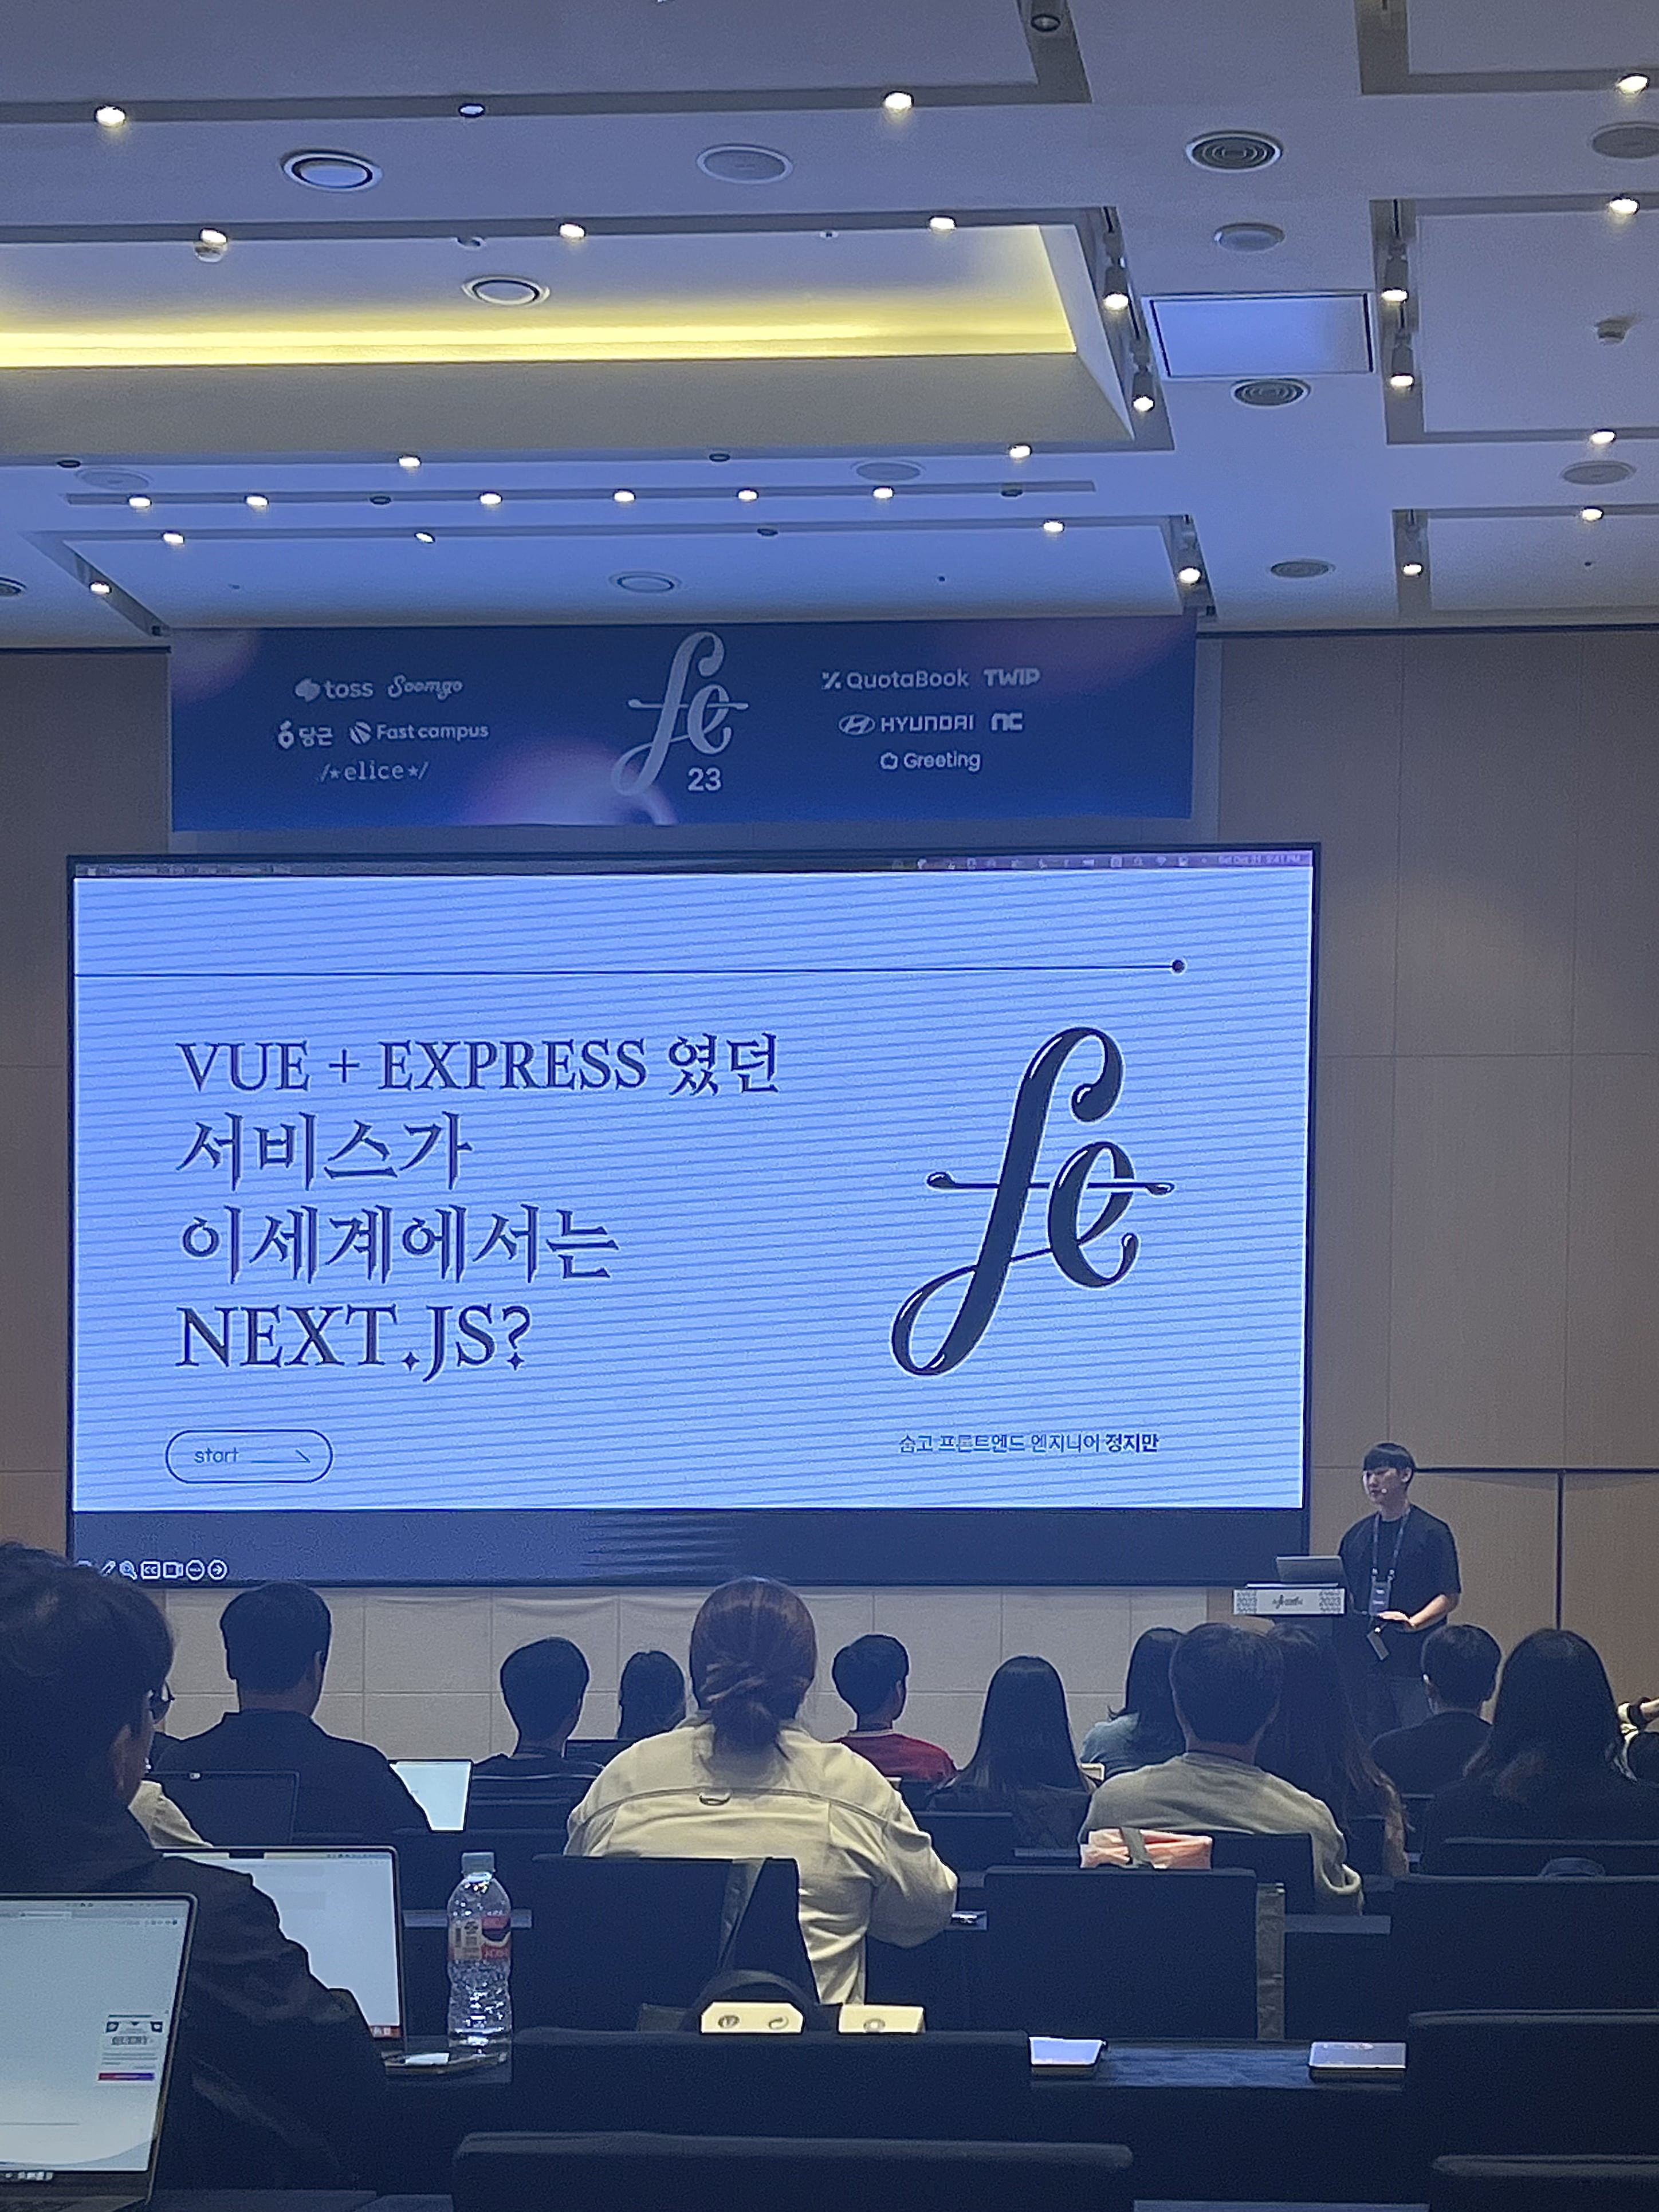 toss Soomgo
당근 Fast campus
/*elice*/
fe
23
QuotaBook TWIP
HYUNDAI NC
Greeting
VUE + EXPRESS 였던
서비스가
이세계에서는
NEXT.JS?
fe
start
숨고 프론트엔드 엔지니어 정지만
2023 2023